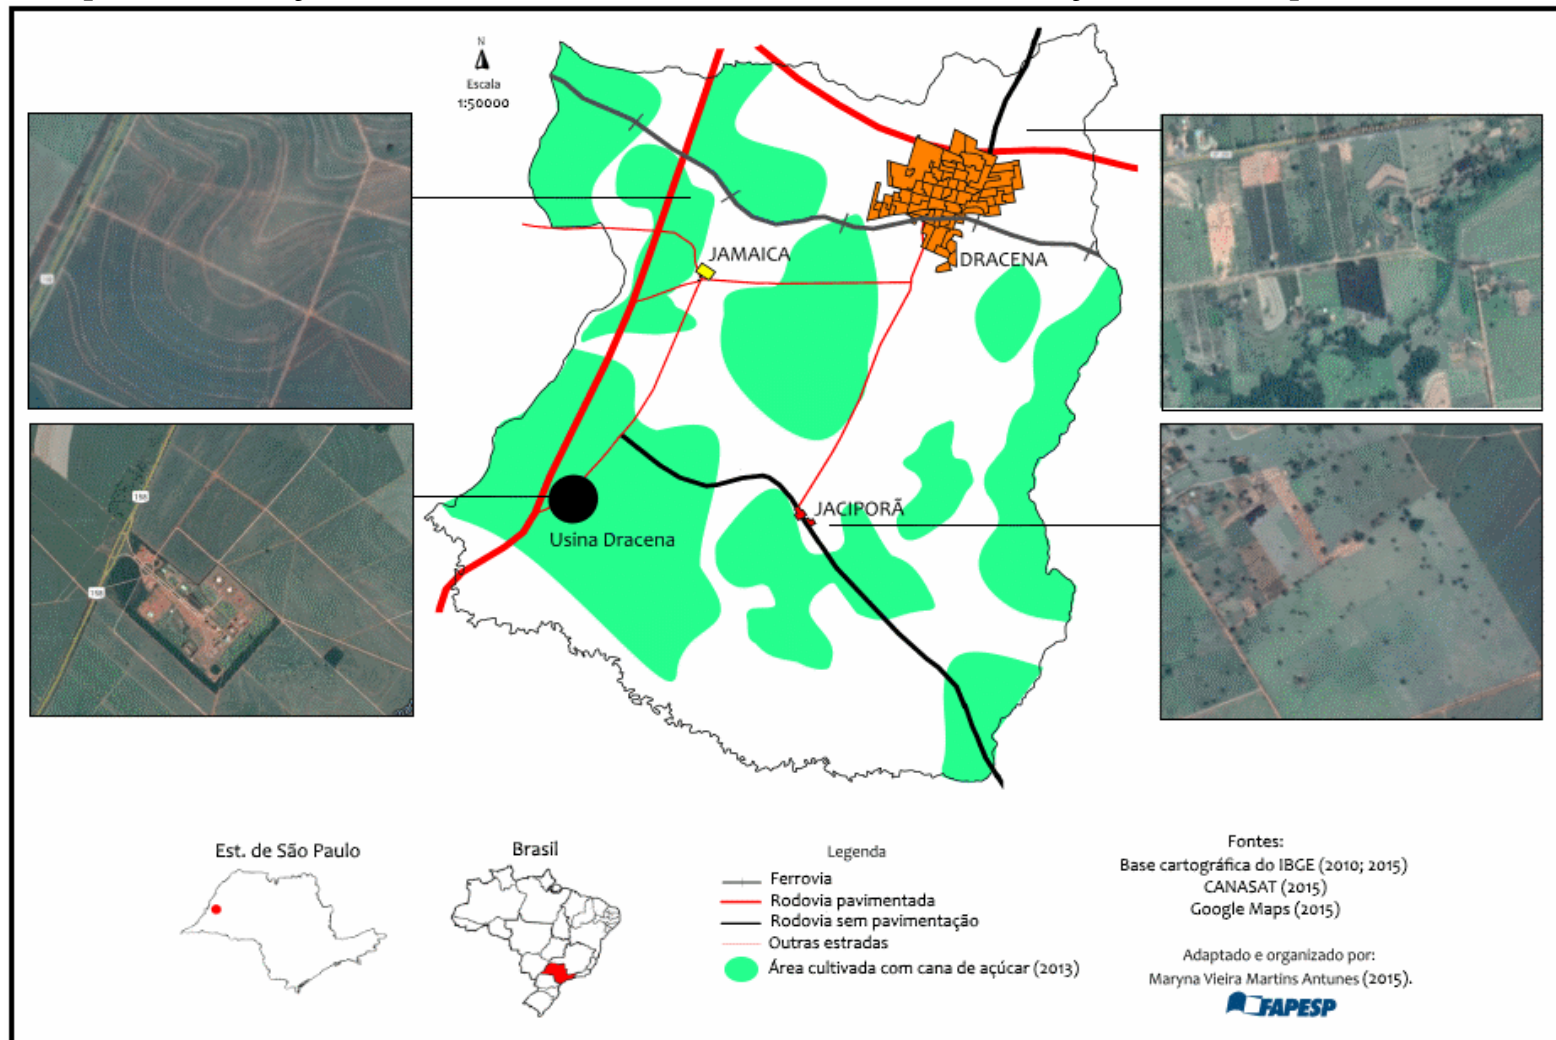 N
Escala
1:50000
JAMAICA
DRACENA
JACIPORÃ
Usina Dracena
158
158
Est. de São Paulo
Brasil
Legenda
Ferrovia
Rodovia pavimentada
Rodovia sem pavimentação
Outras estradas
Área cultivada com cana de açúcar (2013)
Fontes:
Base cartográfica do IBGE (2010; 2015)
CANASAT (2015)
Google Maps (2015)
Adaptado e organizado por:
Maryna Vieira Martins Antunes (2015).
FAPESP